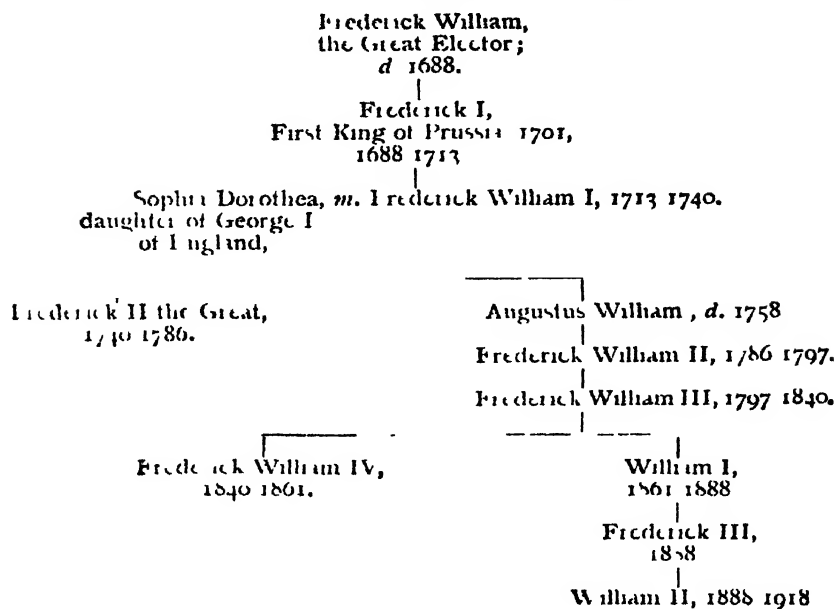 Frederick William,
the Great Elector;
d 1688.
Frederick I,
First King of Prussia 1701,
1688 1713
Sophia Dorothea, m. Frederick William I, 1713 1740.
daughter of George I
of England,
Frederick II the Great,
1740 1786.
Augustus William, d. 1758
Frederick William II, 1786 1797.
Frederick William III, 1797 1840.
Frederick William IV,
1840 1861.
William I,
1861 1888
Frederick III,
1888
William II, 1888 1918